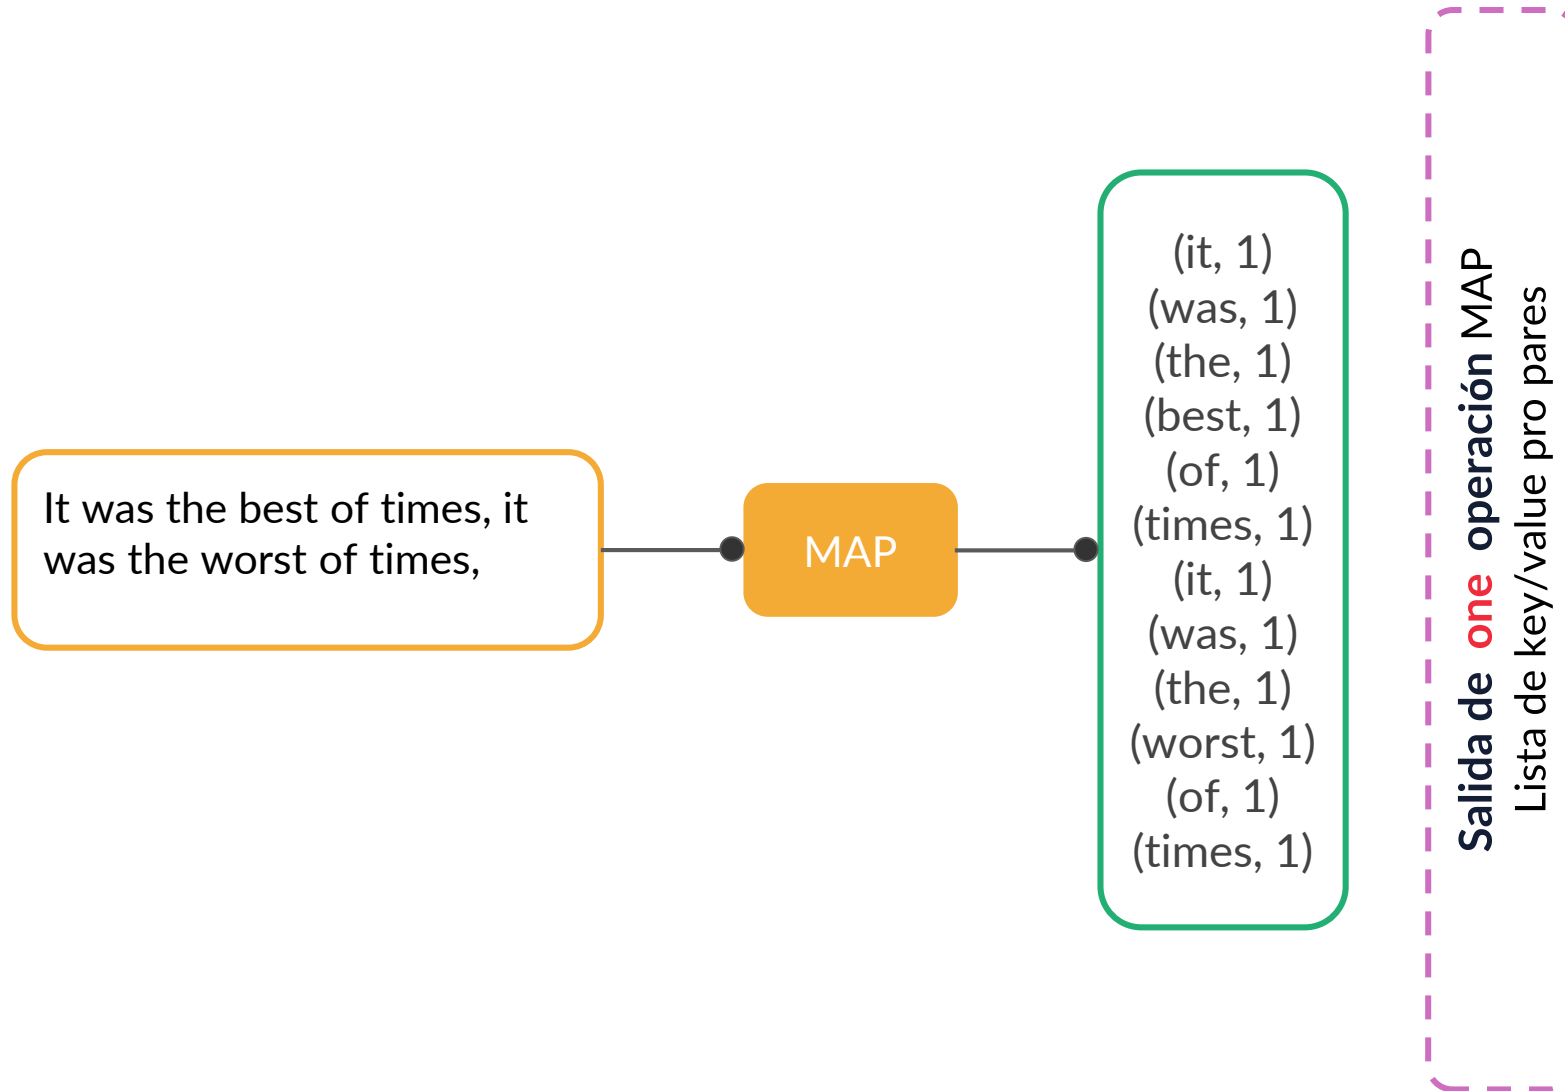 It was the best of times, it
was the worst of times,
MAP
(it, 1)
(was, 1)
(the, 1)
(best, 1)
(of, 1)
(times, 1)
(it, 1)
(was, 1)
(the, 1)
(worst, 1)
(of, 1)
(times, 1)
Salida de one operación MAP
Lista de key/value pro pares